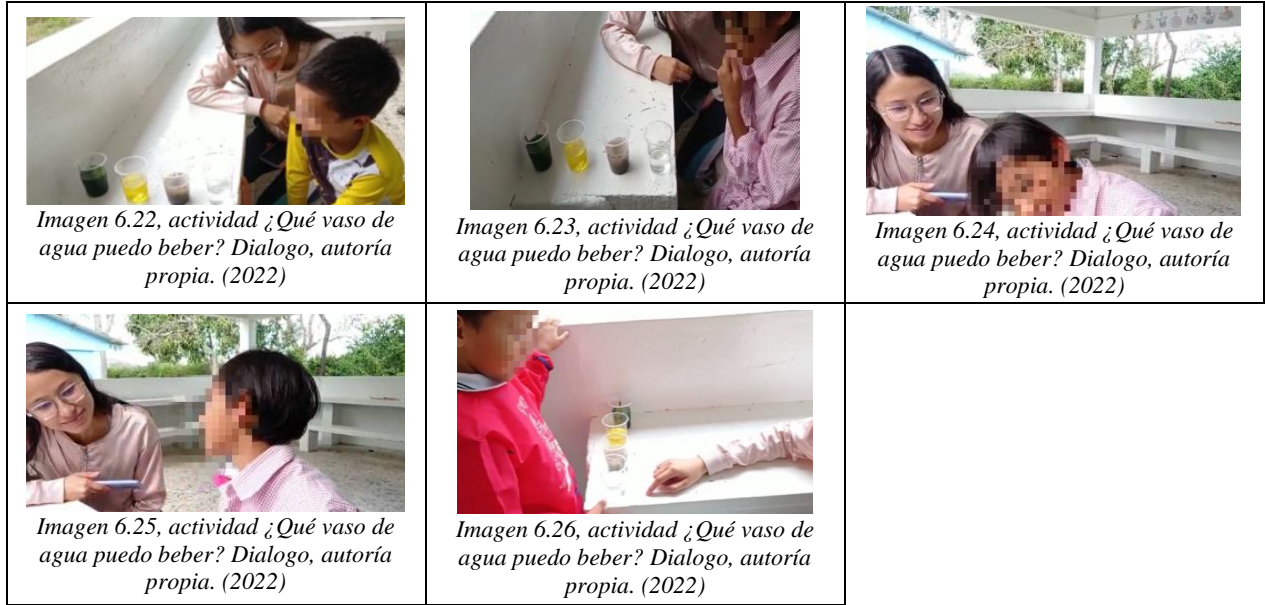 Imagen 6.22, actividad ¿Qué vaso de
agua puedo beber? Dialogo, autoría
propia. (2022)
Imagen 6.23, actividad ¿Qué vaso de
agua puedo beber? Dialogo, autoría
propia. (2022)
Imagen 6.24, actividad ¿Qué vaso de
agua puedo beber? Dialogo, autoría
propia. (2022)
Imagen 6.25, actividad ¿Qué vaso de
agua puedo beber? Dialogo, autoría
propia. (2022)
Imagen 6.26, actividad ¿Qué vaso de
agua puedo beber? Dialogo, autoría
propia. (2022)